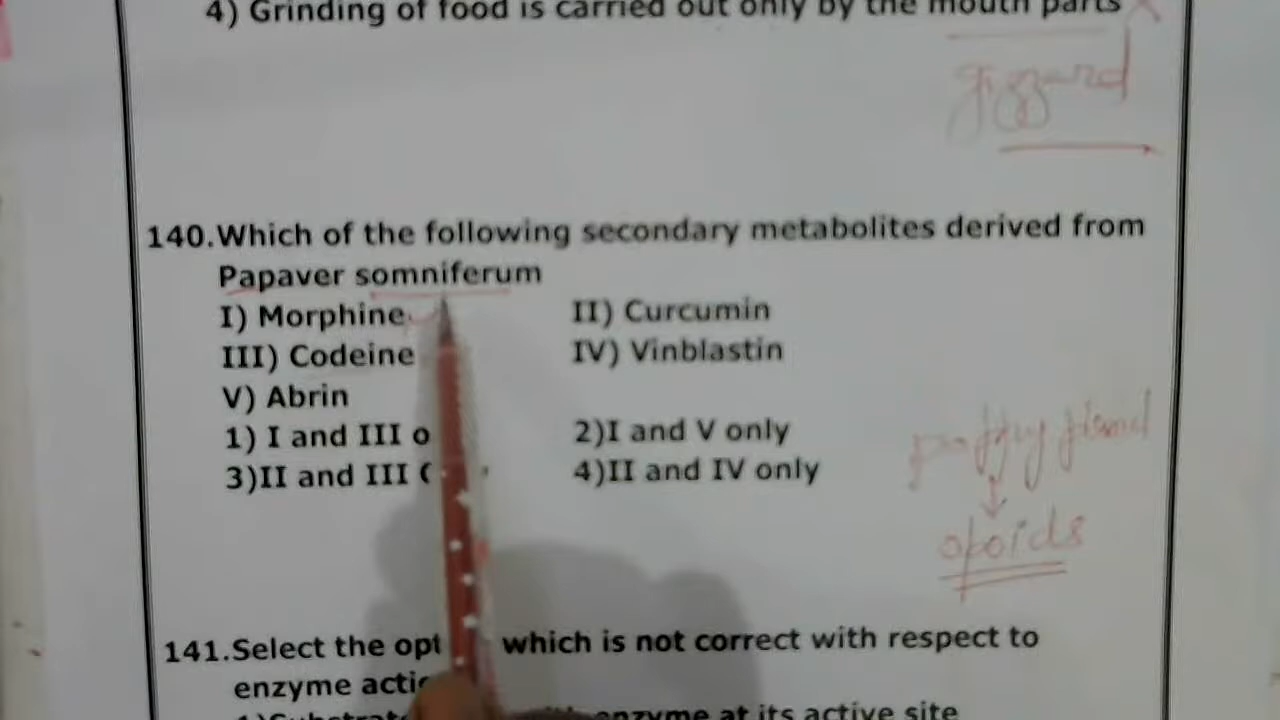 4) Grinding of food is carried out only by the mouth parts
gizzard
140.Which of the following secondary metabolites derived from
Papaver somniferum
I) Morphine II) Curcumin
III) Codeine IV) Vinblastin
V) Abrin
1) I and III o 2)I and V only
3)II and III ( 4)II and IV only
opoids
141.Select the opt which is not correct with respect to
enzyme acti
enzyme at its active site